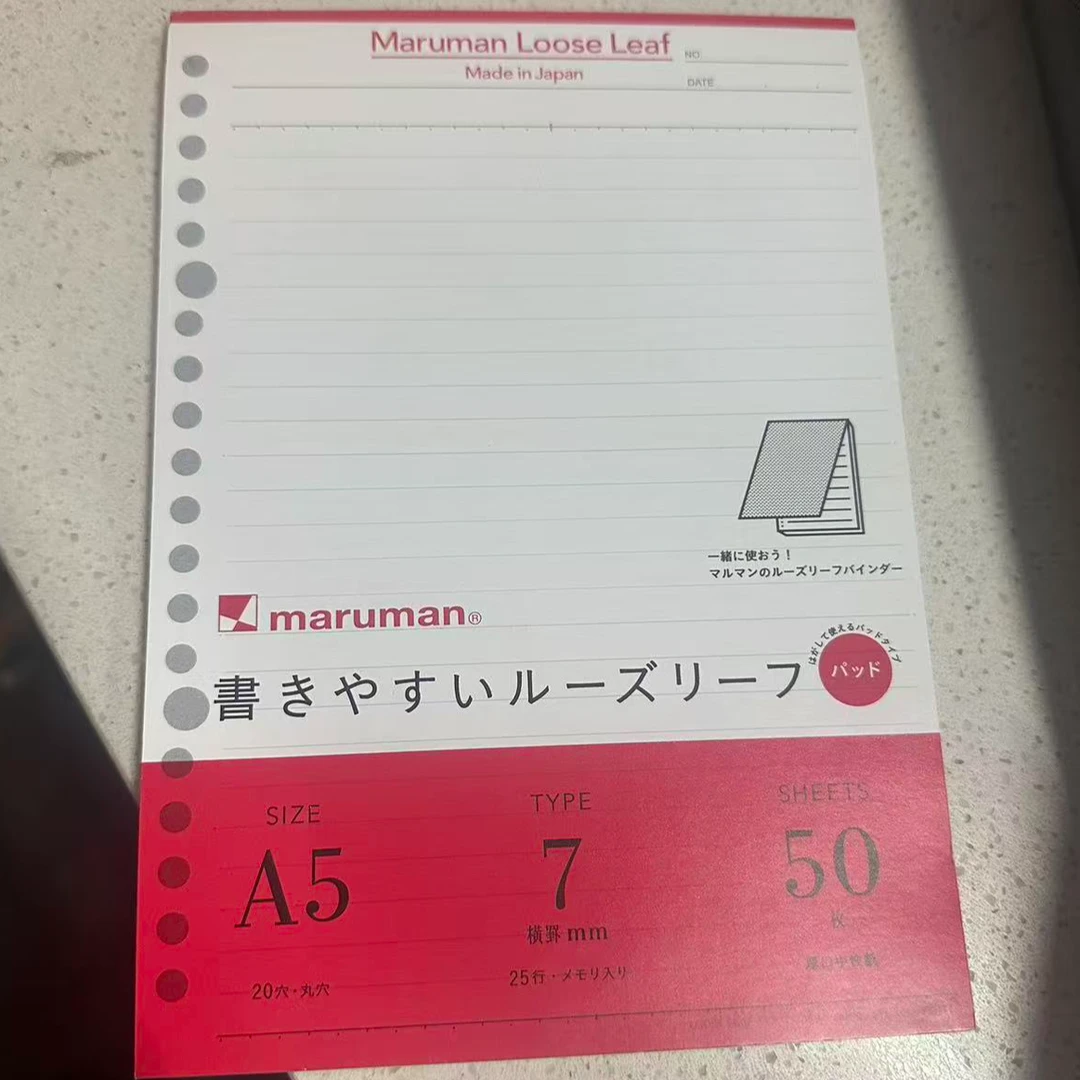 Maruman Loose Leaf
Made in Japan
NO.
DATE
一緒に使おう！
マルマンのルーズリーフバインダー
maruman®
はがして使えるパッドタイプ
パッド
書きやすいルーズリーフ
SIZE
A5
20穴・丸穴
TYPE
7
横罫mm
25行・メモリ入り
SHEETS
50
枚